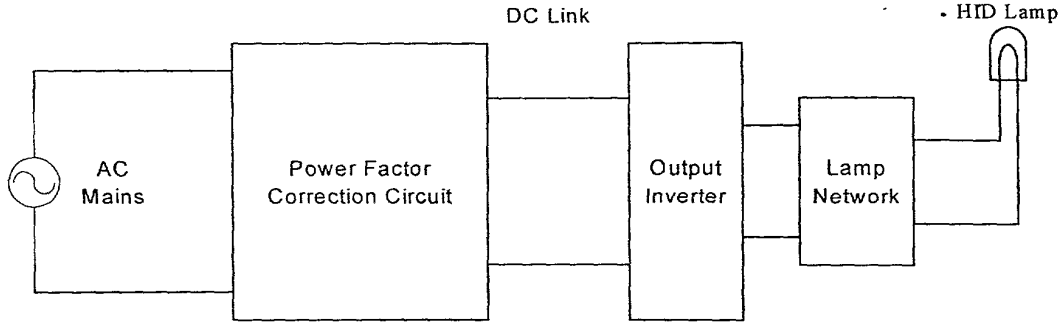 DC Link
HID Lamp
AC
Mains
Power Factor
Correction Circuit
Output
Inverter
Lamp
Network